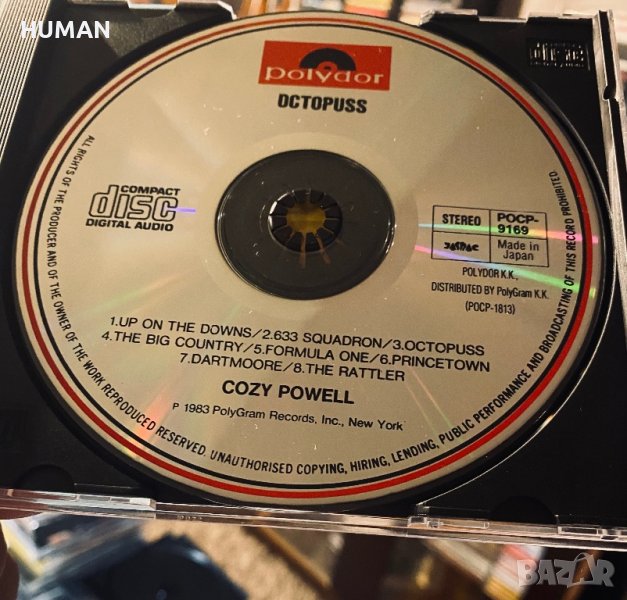 HUMAN
polydor
OCTOPUSS
COMPACT
disc
DIGITAL AUDIO
STEREO
POCP-
9169
JASRAC
Made in
Japan
POLYDOR K.K.,
DISTRIBUTED BY PolyGram K.K.
(POCP-1813)
1.UP ON THE DOWNS/2.633 SQUADRON/3.OCTOPUSS
4.THE BIG COUNTRY/5.FORMULA ONE/6.PRINCETOWN
7.DARTMOORE/8.THE RATTLER
COZY POWELL
P 1983 PolyGram Records, Inc., New York
ALL RIGHTS OF THE PRODUCER AND OF THE OWNER OF THE WORK REPRODUCED RESERVED. UNAUTHORISED COPYING, HIRING, LENDING, PUBLIC PERFORMANCE AND BROADCASTING OF THIS RECORD PROHIBITED
disc
BAZAR